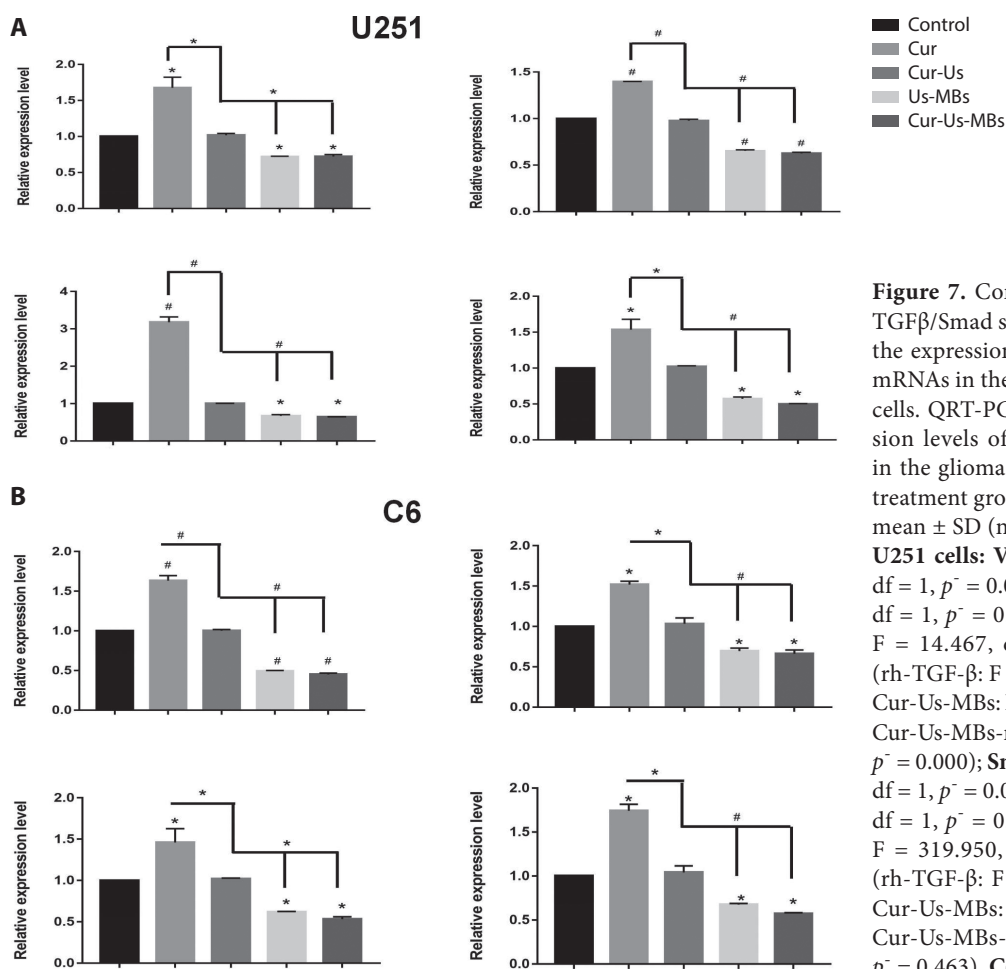 A
U251
Control
Cur
Cur-Us
Us-MBs
Cur-Us-MBs
Relative expression level
2.0
1.5
1.0
0.5
0.0
*
*
*
*
*
Relative expression level
1.5
1.0
0.5
0.0
#
#
#
#
#
Relative expression level
4
3
2
1
0
#
#
#
*
*
Relative expression level
2.0
1.5
1.0
0.5
0.0
*
*
#
*
*
B
C6
Relative expression level
2.0
1.5
1.0
0.5
0.0
#
#
#
#
#
Relative expression level
2.0
1.5
1.0
0.5
0.0
*
*
#
*
*
Relative expression level
2.0
1.5
1.0
0.5
0.0
*
*
*
*
*
Relative expression level
2.0
1.5
1.0
0.5
0.0
*
*
#
*
*
Figure 7. Co
TGFβ/Smad s
the expression
mRNAs in the
cells. QRT-PC
sion levels of
in the glioma
treatment gro
mean ± SD (n
U251 cells: V
df = 1, p⁻ = 0.0
df = 1, p⁻ = 0.
F = 14.467, d
(rh-TGF-β: F
Cur-Us-MBs:
Cur-Us-MBs-
p⁻ = 0.000); Sn
df = 1, p⁻ = 0.0
df = 1, p⁻ = 0.
F = 319.950,
(rh-TGF-β: F
Cur-Us-MBs:
Cur-Us-MBs-
p⁻ = 0.463). C